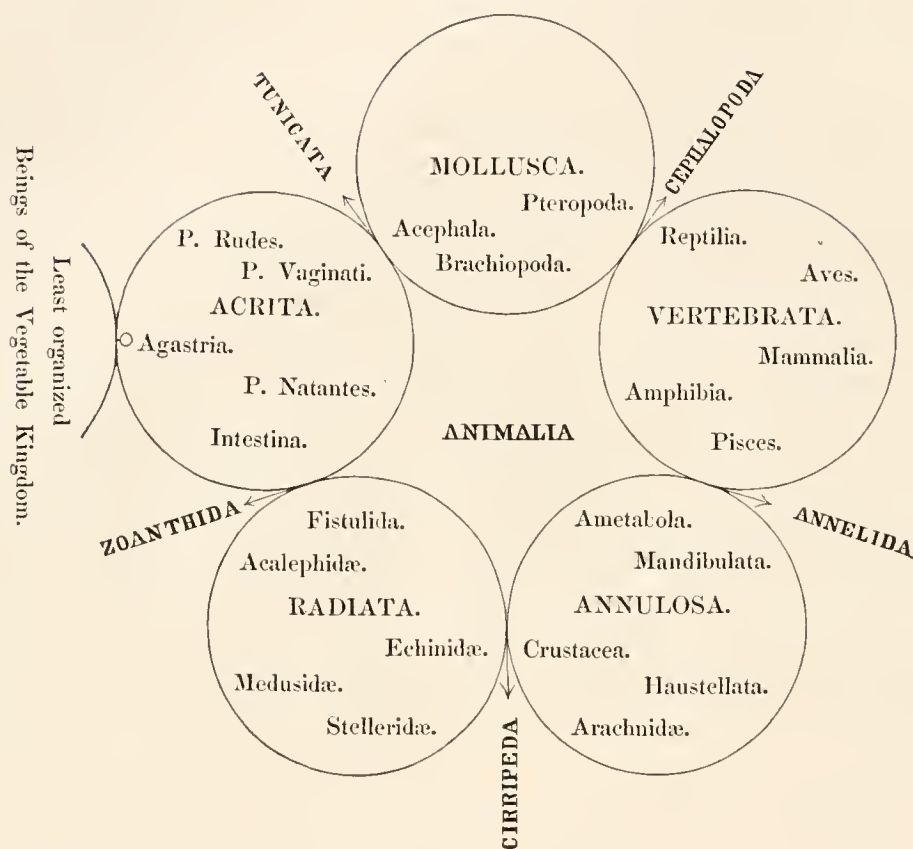 TUNICATA
CEPHALOPODA
MOLLUSCA.
Pteropoda.
Acephala.
Brachiopoda.
Least organized
Beings of the Vegetable Kingdom.
P. Rudes.
P. Vaginati.
ACRITA.
Agastria.
P. Natantes.
Intestina.
Reptilia.
Aves.
VERTEBRATA.
Mammalia.
Amphibia.
Pisces.
ANIMALIA
ZOANTHIDA
ANNELIDA
Fistulida.
Acalephidæ.
RADIATA.
Echinidæ.
Medusidæ.
Stelleridæ.
Ametabola.
Mandibulata.
ANNULOSA.
Crustacea.
Haustellata.
Arachnidæ.
CIRRIPEDA